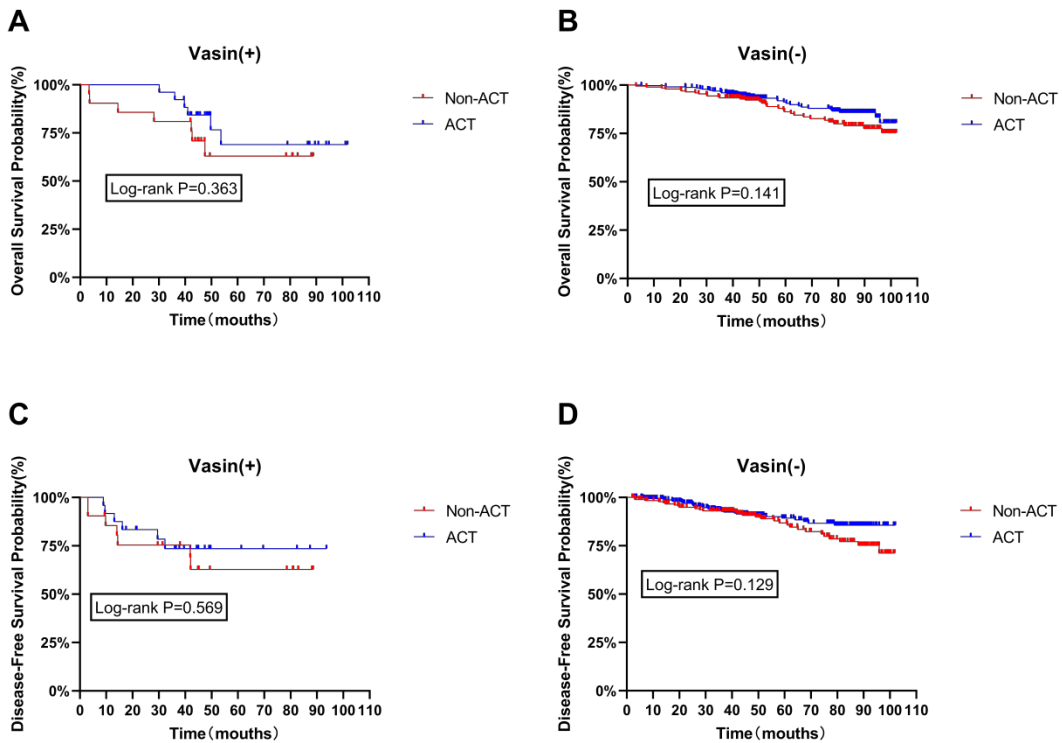 A
Vasin(+)
Overall Survival Probability(%)
100%
75%
50%
25%
0%
Log-rank P=0.363
Non-ACT
ACT
0 10 20 30 40 50 60 70 80 90 100 110
Time(mouths)
B
Vasin(-)
Overall Survival Probability(%)
100%
75%
50%
25%
0%
Log-rank P=0.141
Non-ACT
ACT
0 10 20 30 40 50 60 70 80 90 100 110
Time(mouths)
C
Vasin(+)
Disease-Free Survival Probability(%)
100%
75%
50%
25%
0%
Log-rank P=0.569
Non-ACT
ACT
0 10 20 30 40 50 60 70 80 90 100 110
Time(mouths)
D
Vasin(-)
Disease-Free Survival Probability(%)
100%
75%
50%
25%
0%
Log-rank P=0.129
Non-ACT
ACT
0 10 20 30 40 50 60 70 80 90 100 110
Time(mouths)